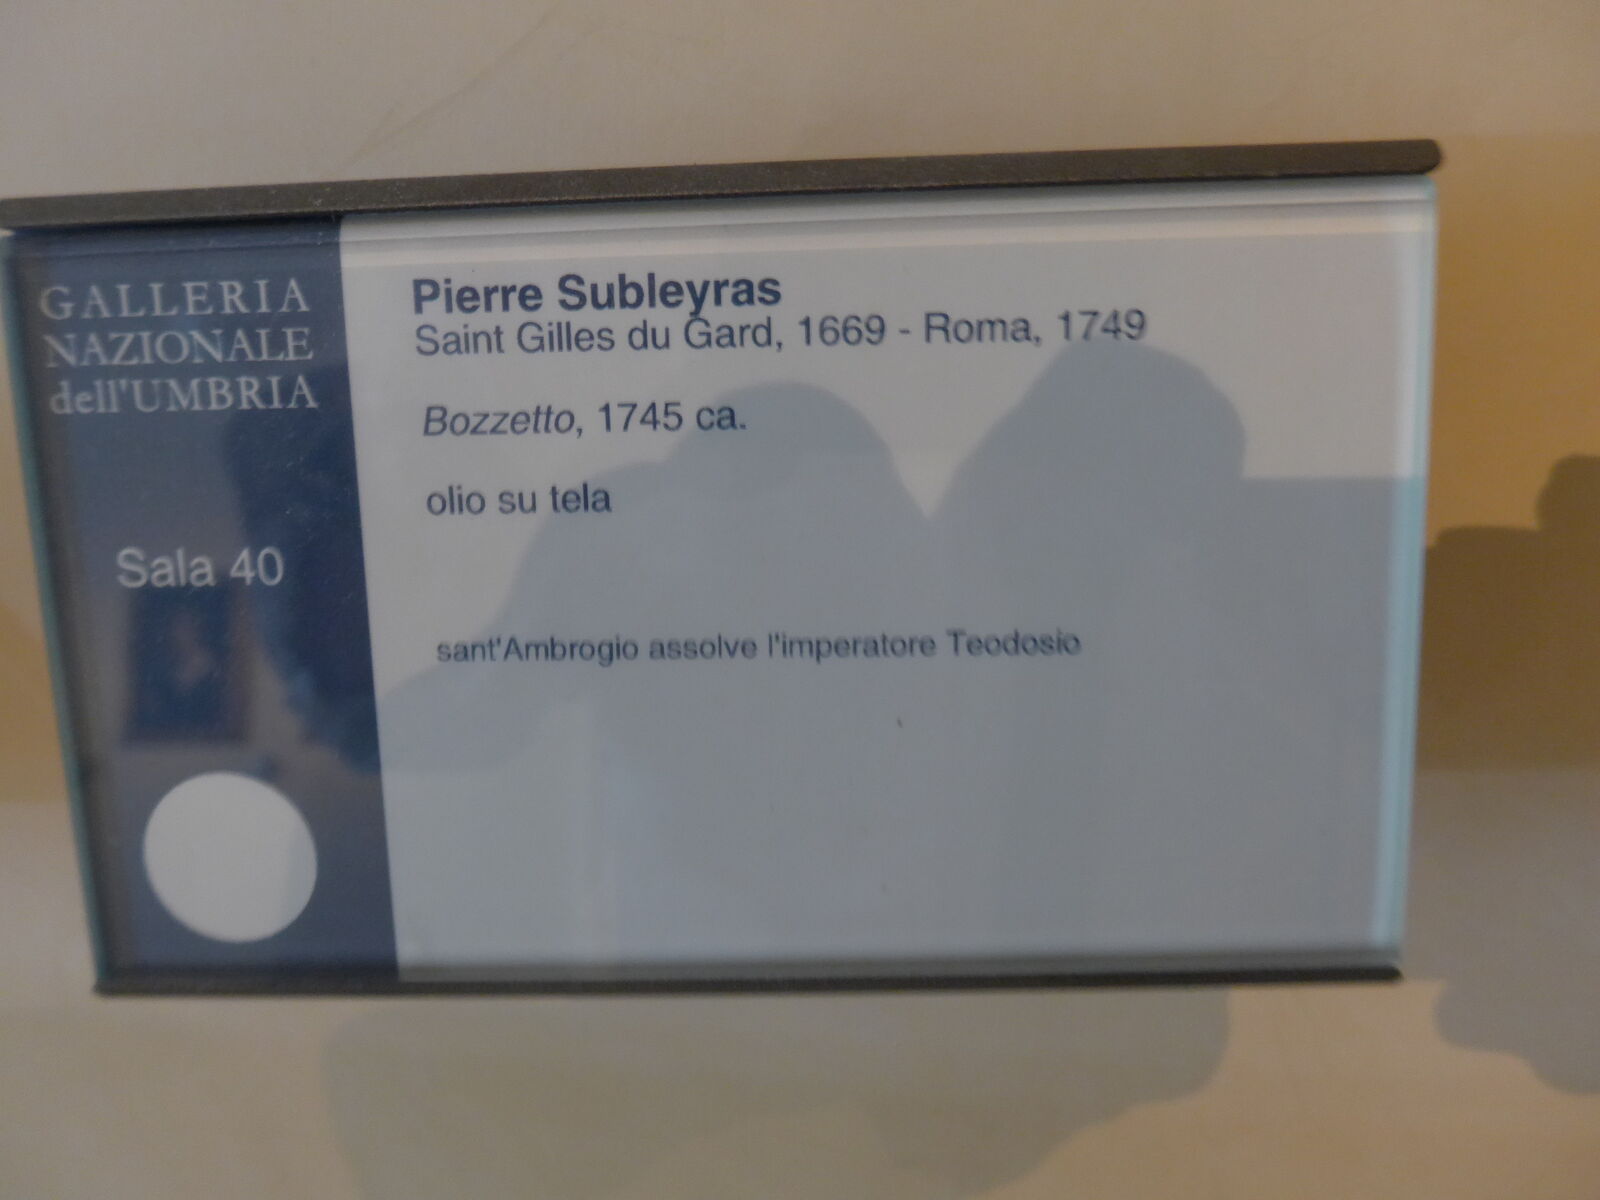 GALLERIA
NAZIONALE
dell'UMBRIA
Sala 40
Pierre Subleyras
Saint Gilles du Gard, 1669 - Roma, 1749
Bozzetto, 1745 ca.
olio su tela
sant'Ambrogio assolve l'imperatore Teodosio